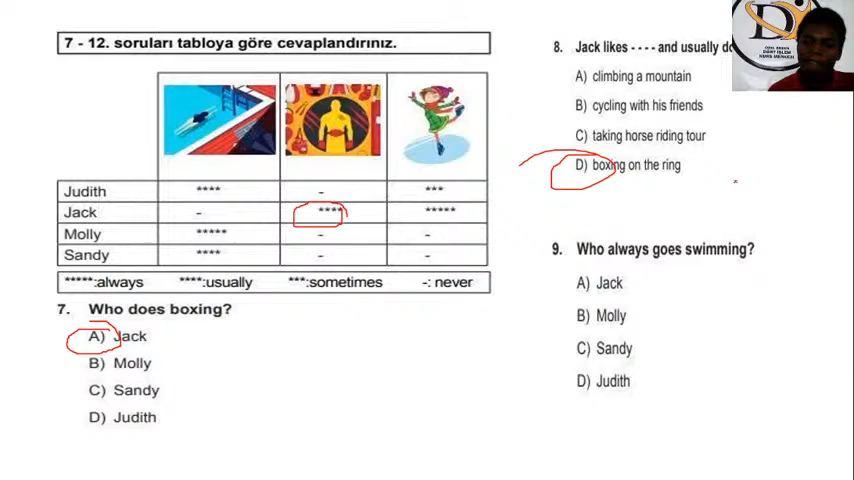 7 - 12. soruları tabloya göre cevaplandırınız.
Judith **** - ***
Jack - **** *****
Molly ***** - -
Sandy **** - -
*****:always ****:usually ***:sometimes -: never
7. Who does boxing?
A) Jack
B) Molly
C) Sandy
D) Judith
8. Jack likes - - - - and usually
A) climbing a mountain
B) cycling with his friends
C) taking horse riding tour
D) boxing on the ring
9. Who always goes swimming?
A) Jack
B) Molly
C) Sandy
D) Judith